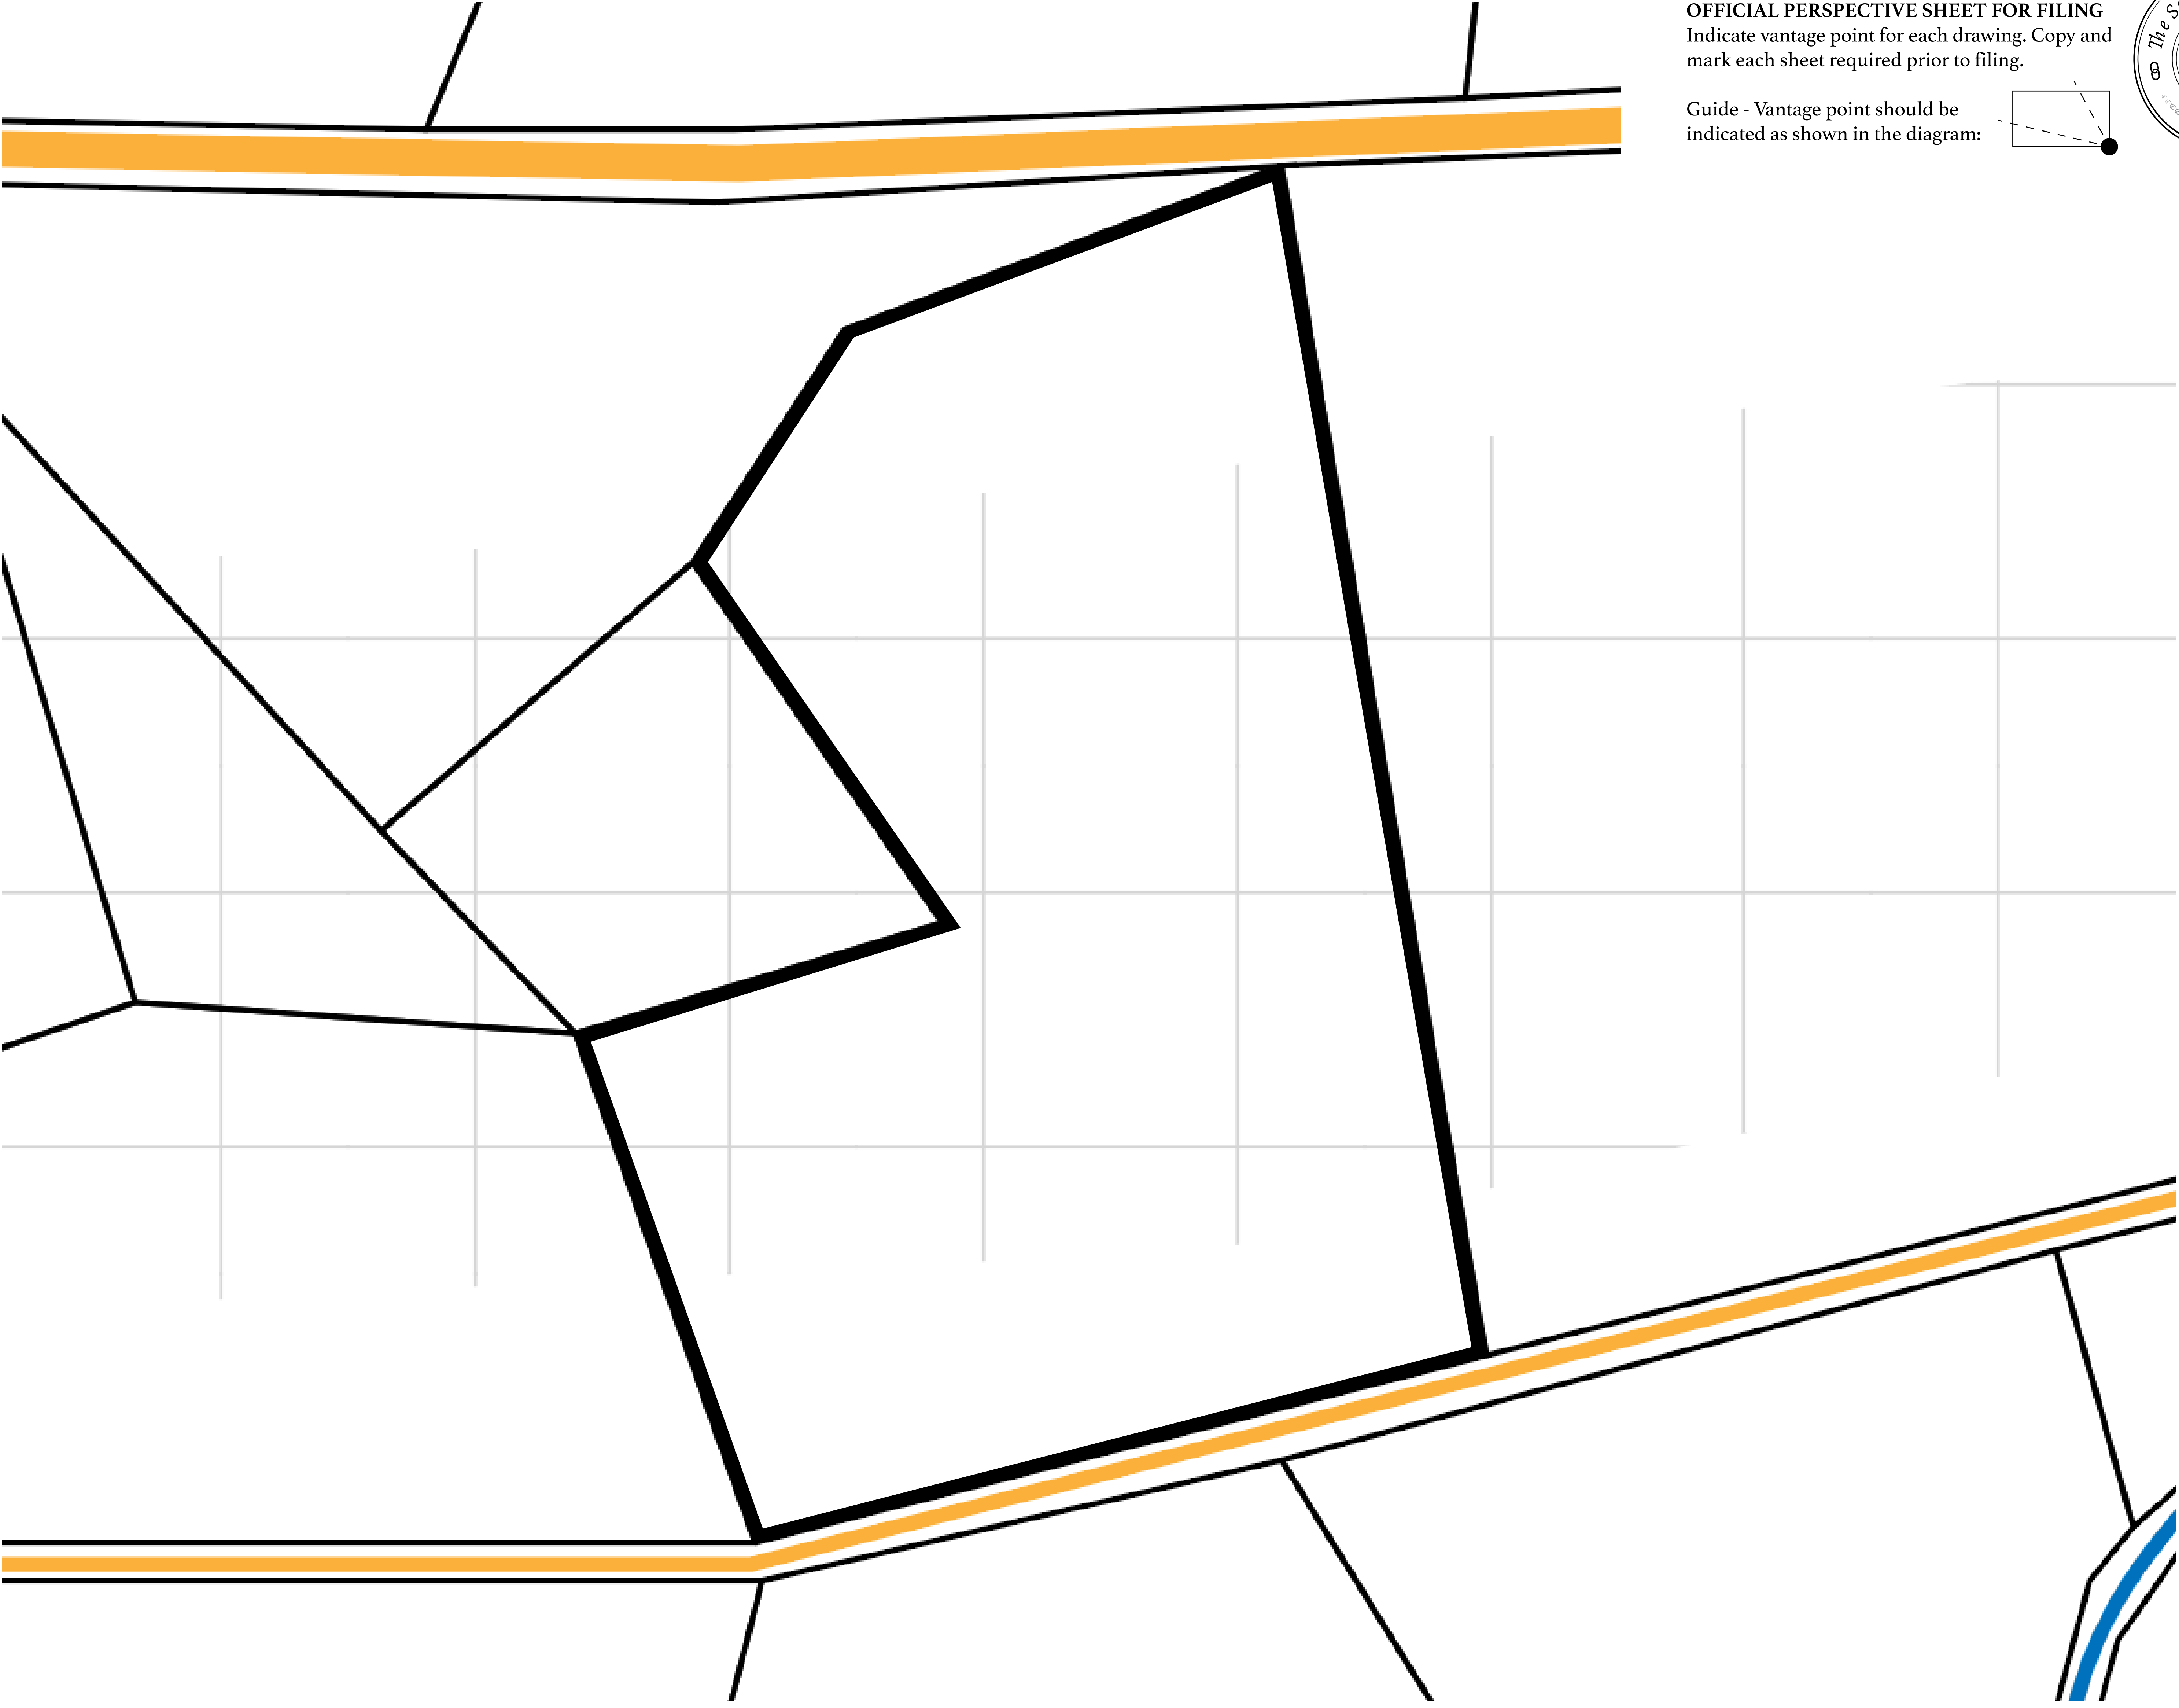 OFFICIAL PERSPECTIVE SHEET FOR FILING
Indicate vantage point for each drawing. Copy and
mark each sheet required prior to filing.
Guide - Vantage point should be
indicated as shown in the diagram:
The